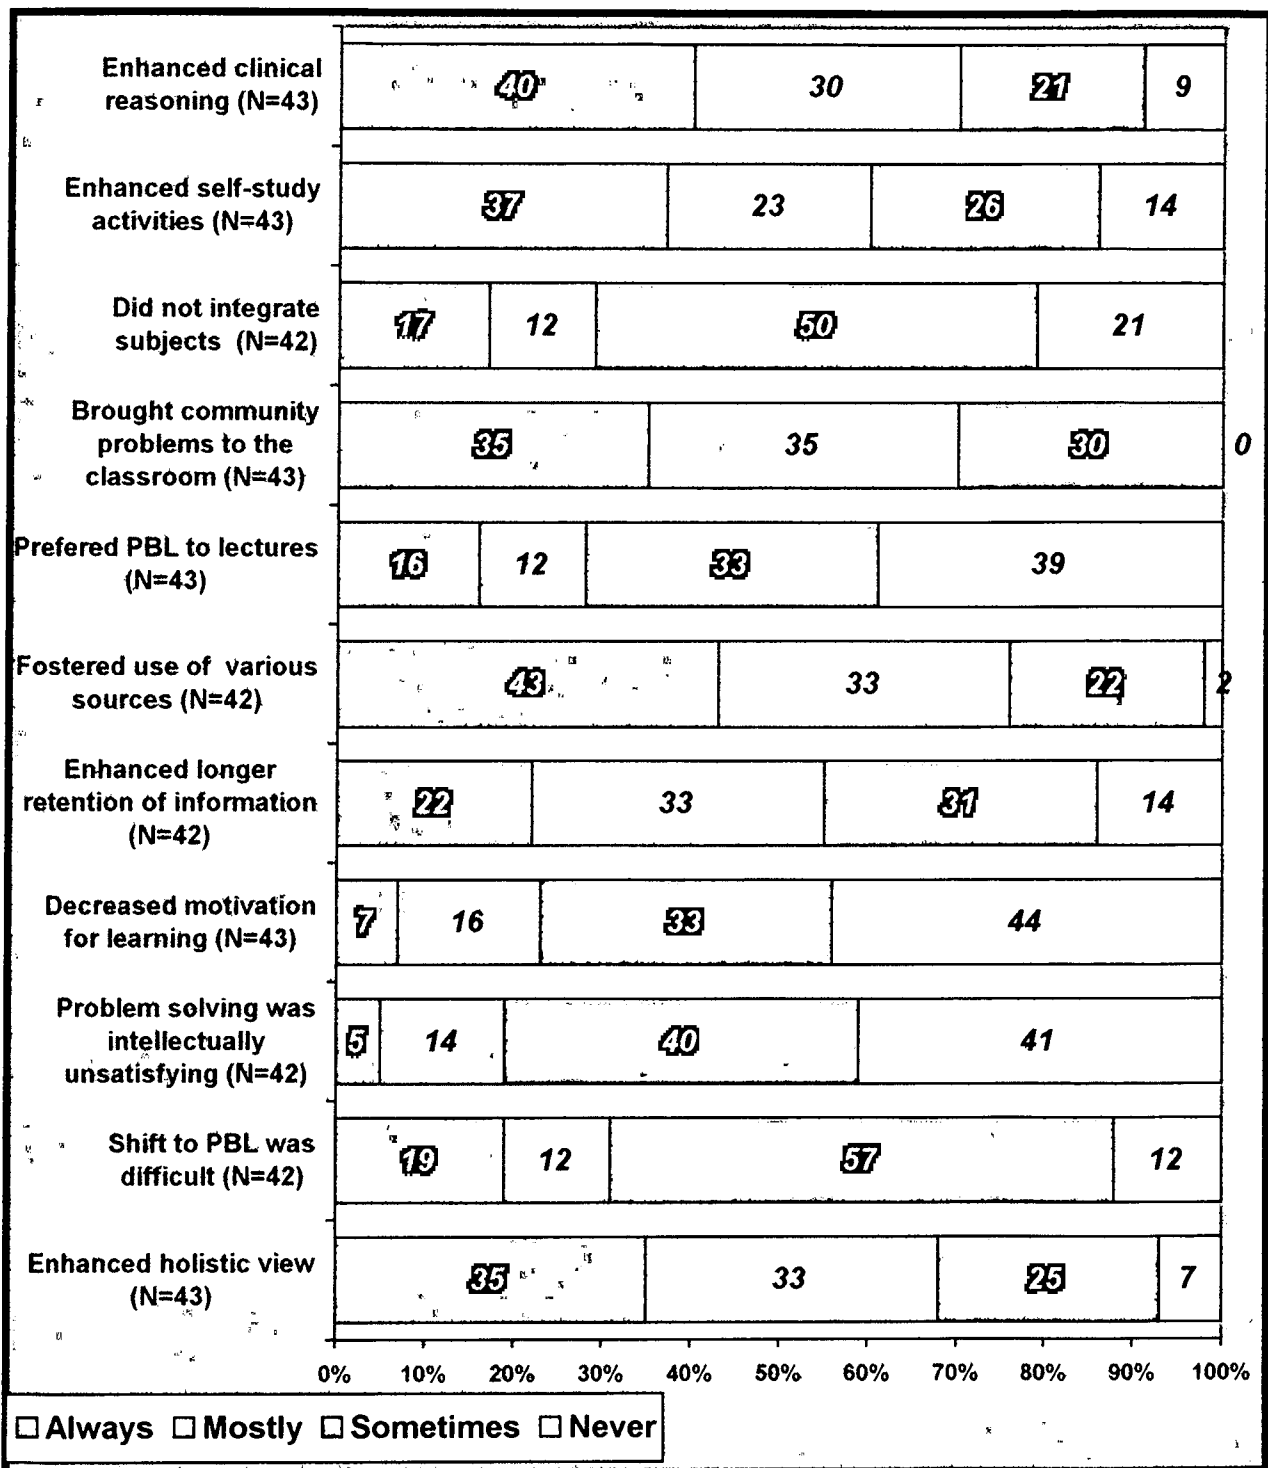 Enhanced clinical
reasoning (N=43)
40 30 21 9
Enhanced self-study
activities (N=43)
37 23 26 14
Did not integrate
subjects (N=42)
17 12 50 21
Brought community
problems to the
classroom (N=43)
35 35 30 0
Prefered PBL to lectures
(N=43)
16 12 33 39
Fostered use of various
sources (N=42)
43 33 22 2
Enhanced longer
retention of information
(N=42)
22 33 31 14
Decreased motivation
for learning (N=43)
7 16 33 44
Problem solving was
intellectually
unsatisfying (N=42)
5 14 40 41
Shift to PBL was
difficult (N=42)
19 12 57 12
Enhanced holistic view
(N=43)
35 33 25 7
0% 10% 20% 30% 40% 50% 60% 70% 80% 90% 100%
Always Mostly Sometimes Never